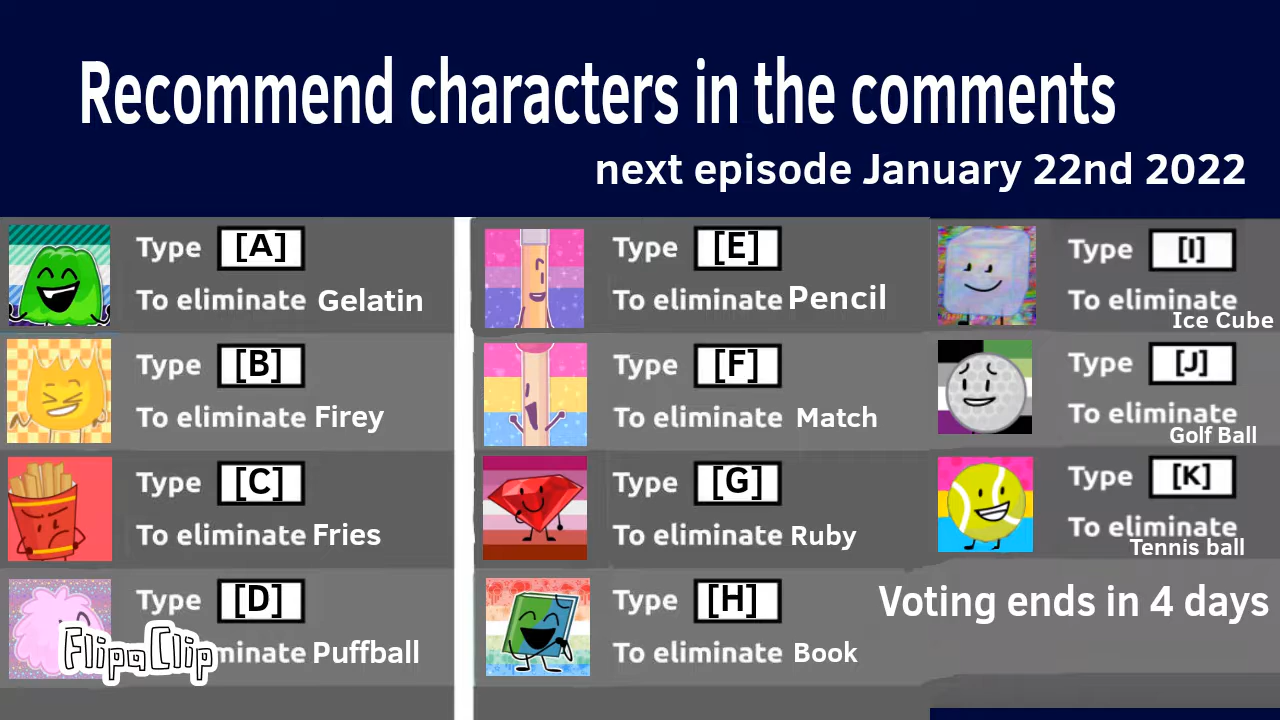 Recommend characters in the comments
next episode January 22nd 2022
Type [A]
To eliminate Gelatin
Type [B]
To eliminate Firey
Type [C]
To eliminate Fries
Type [D]
minate Puffball
FlipaClip
Type [E]
To eliminate Pencil
Type [F]
To eliminate Match
Type [G]
To eliminate Ruby
Type [H]
To eliminate Book
Type [I]
To eliminate
Ice Cube
Type [J]
To eliminate
Golf Ball
Type [K]
To eliminate
Tennis ball
Voting ends in 4 days